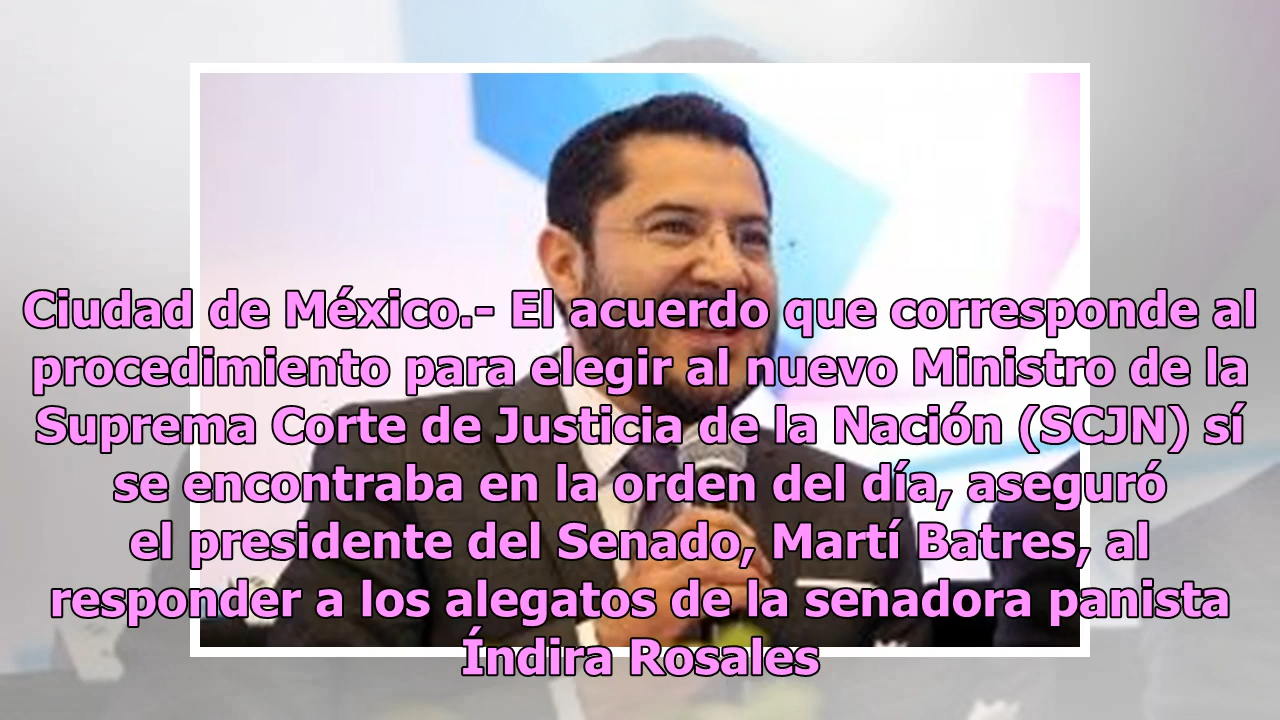 Ciudad de México.- El acuerdo que corresponde al
procedimiento para elegir al nuevo Ministro de la
Suprema Corte de Justicia de la Nación (SCJN) sí
se encontraba en la orden del día, aseguró
el presidente del Senado, Martí Batres, al
responder a los alegatos de la senadora panista
Índira Rosales